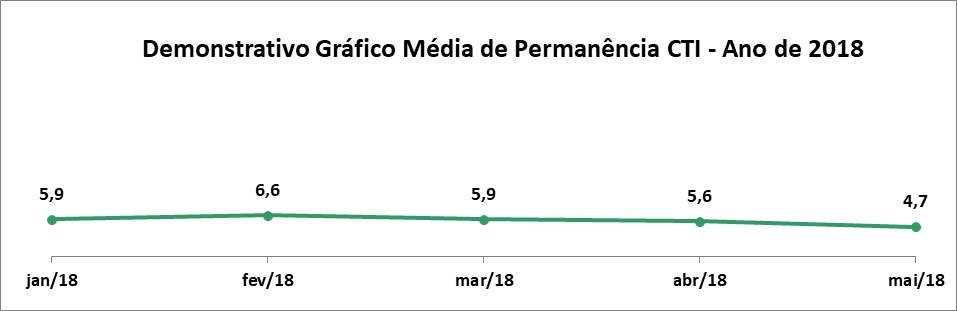 Demonstrativo Gráfico Média de Permanência CTI - Ano de 2018
5,9
6,6
5,9
5,6
4,7
jan/18
fev/18
mar/18
abr/18
mai/18